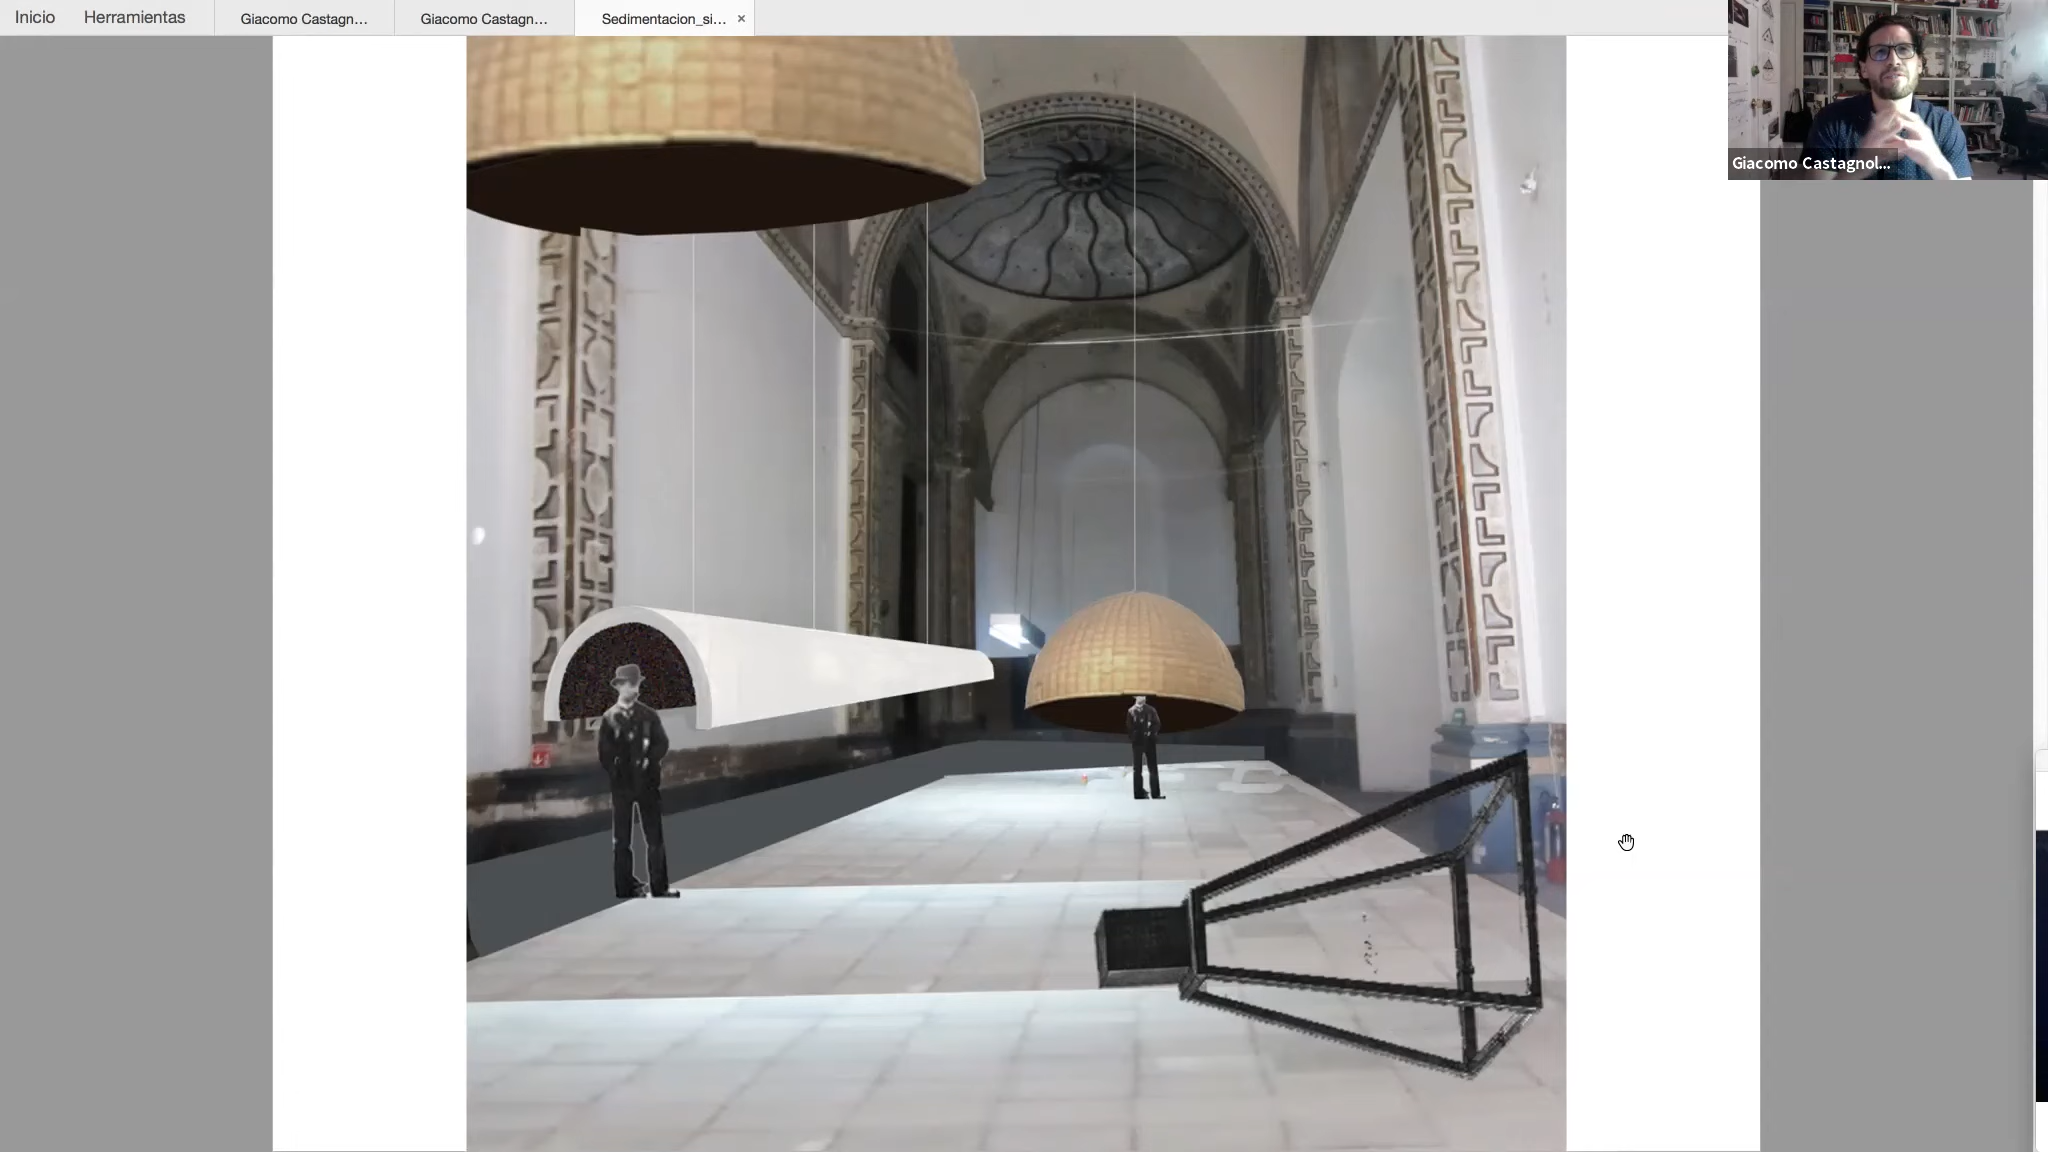 Inicio
Herramientas
Giacomo Castagn...
Giacomo Castagn...
Sedimentacion_si...
Giacomo Castagnol...